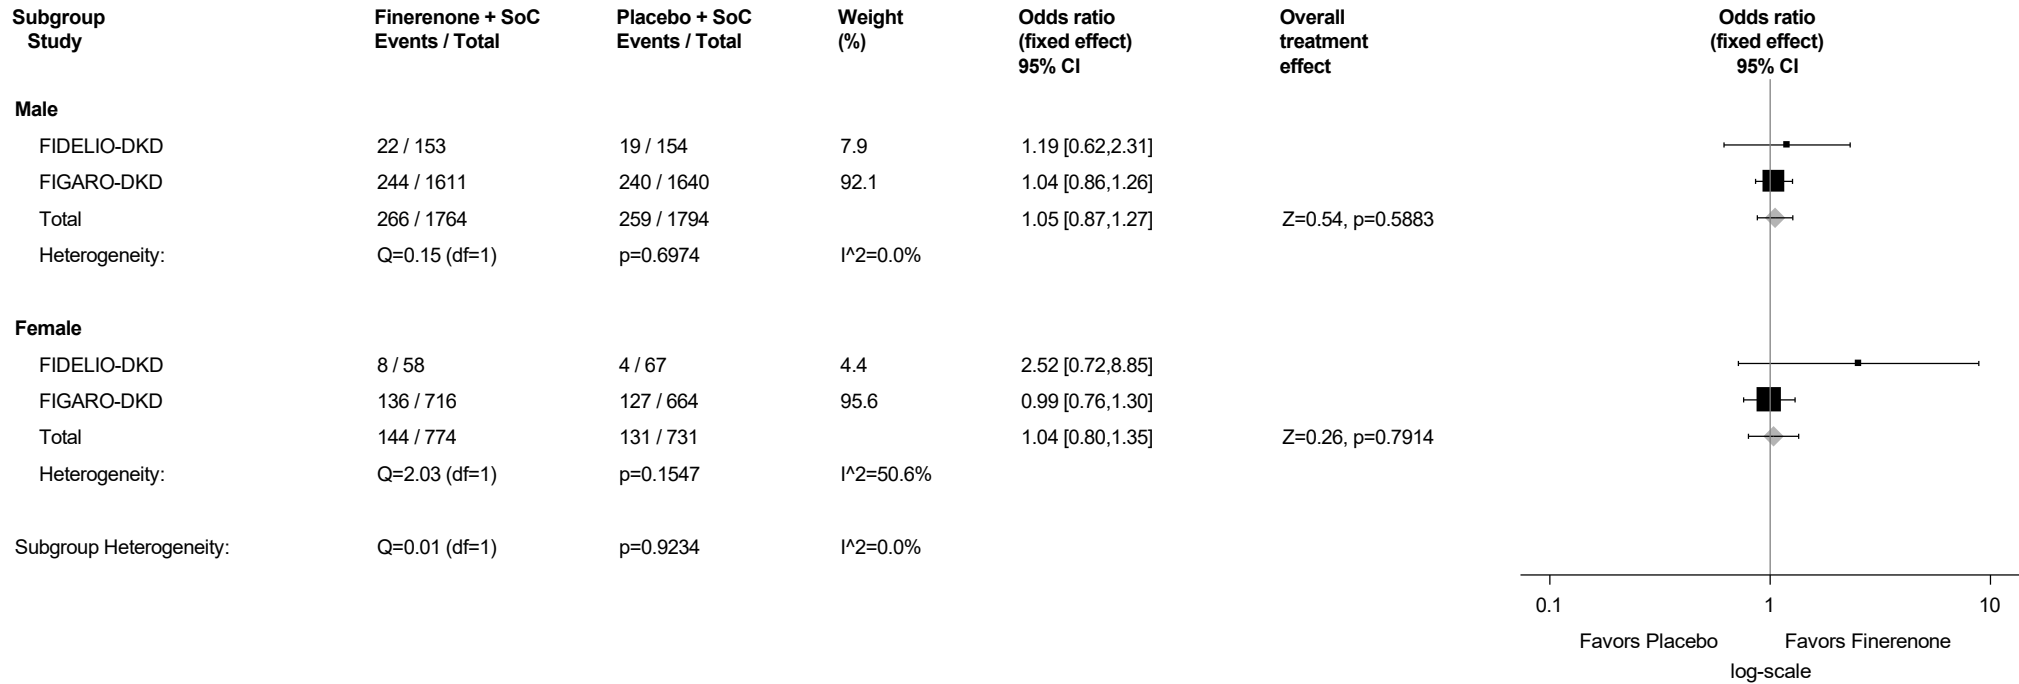 Subgroup Finerenone + SoC Placebo + SoC Weight Odds ratio Overall Odds ratio
Study Events / Total Events / Total (%) (fixed effect) treatment (fixed effect)
95% CI effect 95% CI
Male
FIDELIO-DKD 22 / 153 19 / 154 7.9 1.19 [0.62,2.31]
FIGARO-DKD 244 / 1611 240 / 1640 92.1 1.04 [0.86,1.26]
Total 266 / 1764 259 / 1794 1.05 [0.87,1.27] Z=0.54, p=0.5883
Heterogeneity: Q=0.15 (df=1) p=0.6974 I^2=0.0%
Female
FIDELIO-DKD 8 / 58 4 / 67 4.4 2.52 [0.72,8.85]
FIGARO-DKD 136 / 716 127 / 664 95.6 0.99 [0.76,1.30]
Total 144 / 774 131 / 731 1.04 [0.80,1.35] Z=0.26, p=0.7914
Heterogeneity: Q=2.03 (df=1) p=0.1547 I^2=50.6%
Subgroup Heterogeneity: Q=0.01 (df=1) p=0.9234 I^2=0.0%
0.1 1 10
Favors Placebo Favors Finerenone
log-scale